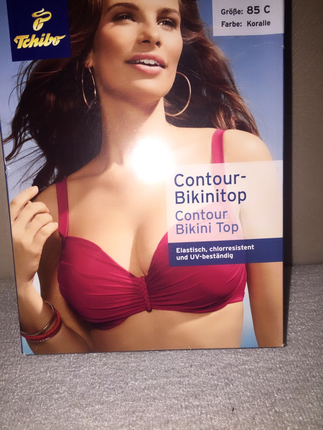 Tchibo
Größe: 85 C
Farbe: Koralle
Contour-
Bikinitop
Contour
Bikini Top
Elastisch, chlorresistent
und UV-beständig